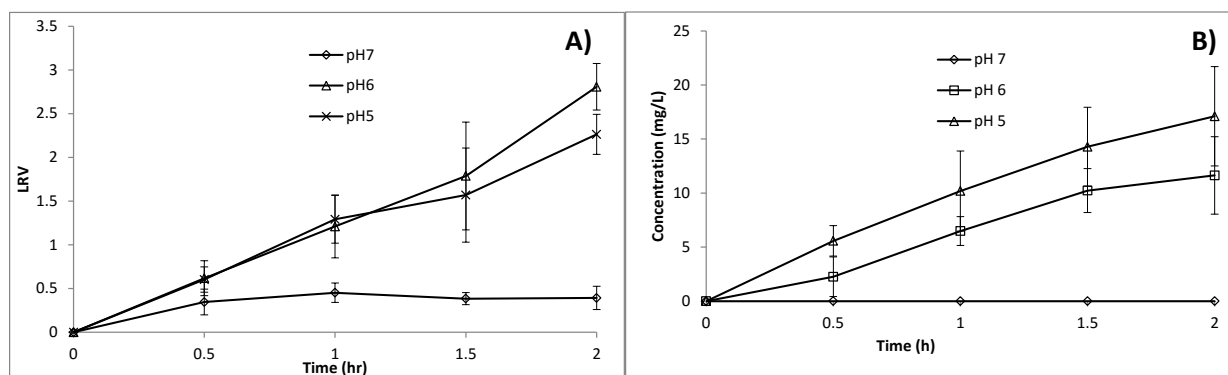 A)
LRV
3.5
3
2.5
2
1.5
1
0.5
0
pH7
pH6
pH5
0 0.5 1 1.5 2
Time (hr)
B)
Concentration (mg/L)
25
20
15
10
5
0
pH 7
pH 6
pH 5
0 0.5 1 1.5 2
Time (h)